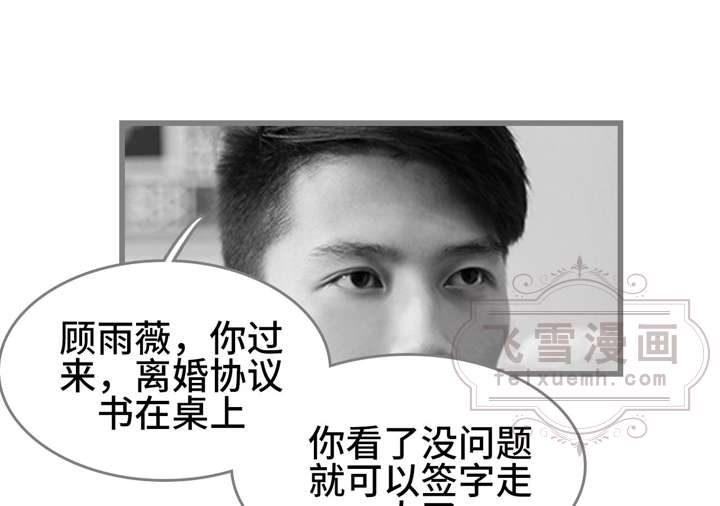 顾雨薇，你过
来，离婚协议
书在桌上
飞雪漫画
feixuemh.com
你看了没问题
就可以签字走